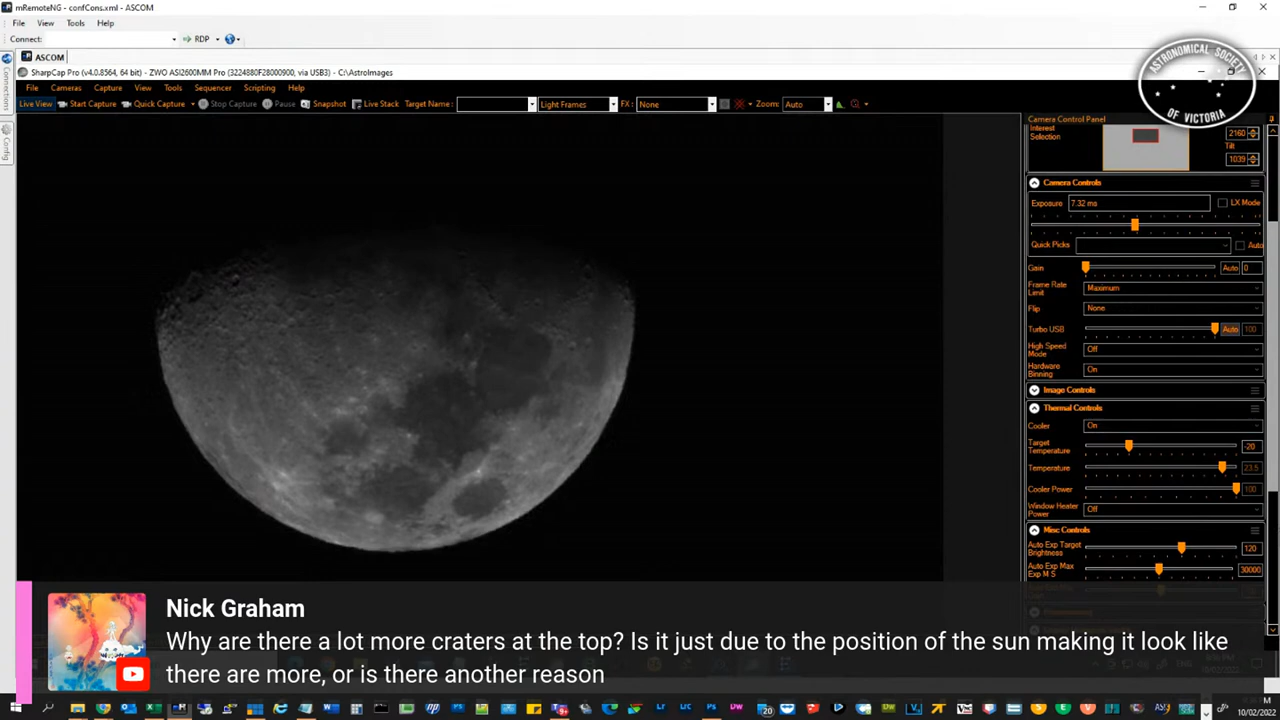 mRemoteNG - confCons.xml - ASCOM
File View Tools Help
Connect: RDP
ASCOM
Connections
Config
SharpCap Pro (v4.0.8564, 64 bit) - ZWO ASI2600MM Pro (3224880F28000900, via USB3) - C:\AstroImages
File Cameras Capture View Tools Sequencer Scripting Help
Live View Start Capture Quick Capture Stop Capture Pause Snapshot Live Stack Target Name: Light Frames FX: None Zoom: Auto
ASTRONOMICAL SOCIETY OF VICTORIA
Camera Control Panel
Interest
Selection
2160
Tilt
1039
Camera Controls
Exposure 7.32 ms LX Mode
Quick Picks Auto
Gain Auto 0
Frame Rate
Limit
Maximum
Flip None
Turbo USB Auto 100
High Speed
Mode
Off
Hardware
Binning
On
Image Controls
Thermal Controls
Cooler On
Target
Temperature
-20
Temperature 23.5
Cooler Power 100
Window Heater
Power
Off
Misc Controls
Auto Exp Target
Brightness
120
Auto Exp Max
Exp M S
30000
Nick Graham
Why are there a lot more craters at the top? Is it just due to the position of the sun making it look like
there are more, or is there another reason
ENG
10/02/2022